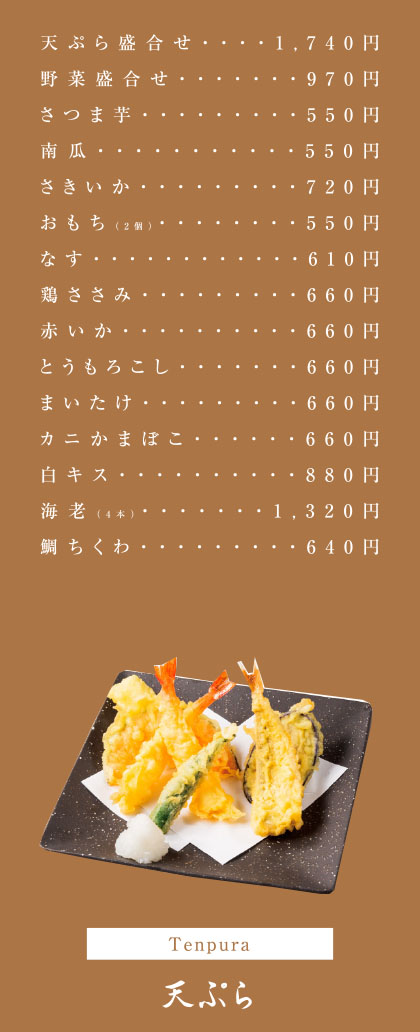 天ぷら盛合せ・・・・1,740円
野菜盛合せ・・・・・・・970円
さつま芋・・・・・・・・・550円
南瓜・・・・・・・・・・・550円
さきいか・・・・・・・・・720円
おもち(2個)・・・・・・・・550円
なす・・・・・・・・・・・・610円
鶏ささみ・・・・・・・・・660円
赤いか・・・・・・・・・・660円
とうもろこし・・・・・・・660円
まいたけ・・・・・・・・・660円
カニかまぼこ・・・・・・660円
白キス・・・・・・・・・・880円
海老(4本)・・・・・・・1,320円
鯛ちくわ・・・・・・・・・640円
Tenpura
天ぷら